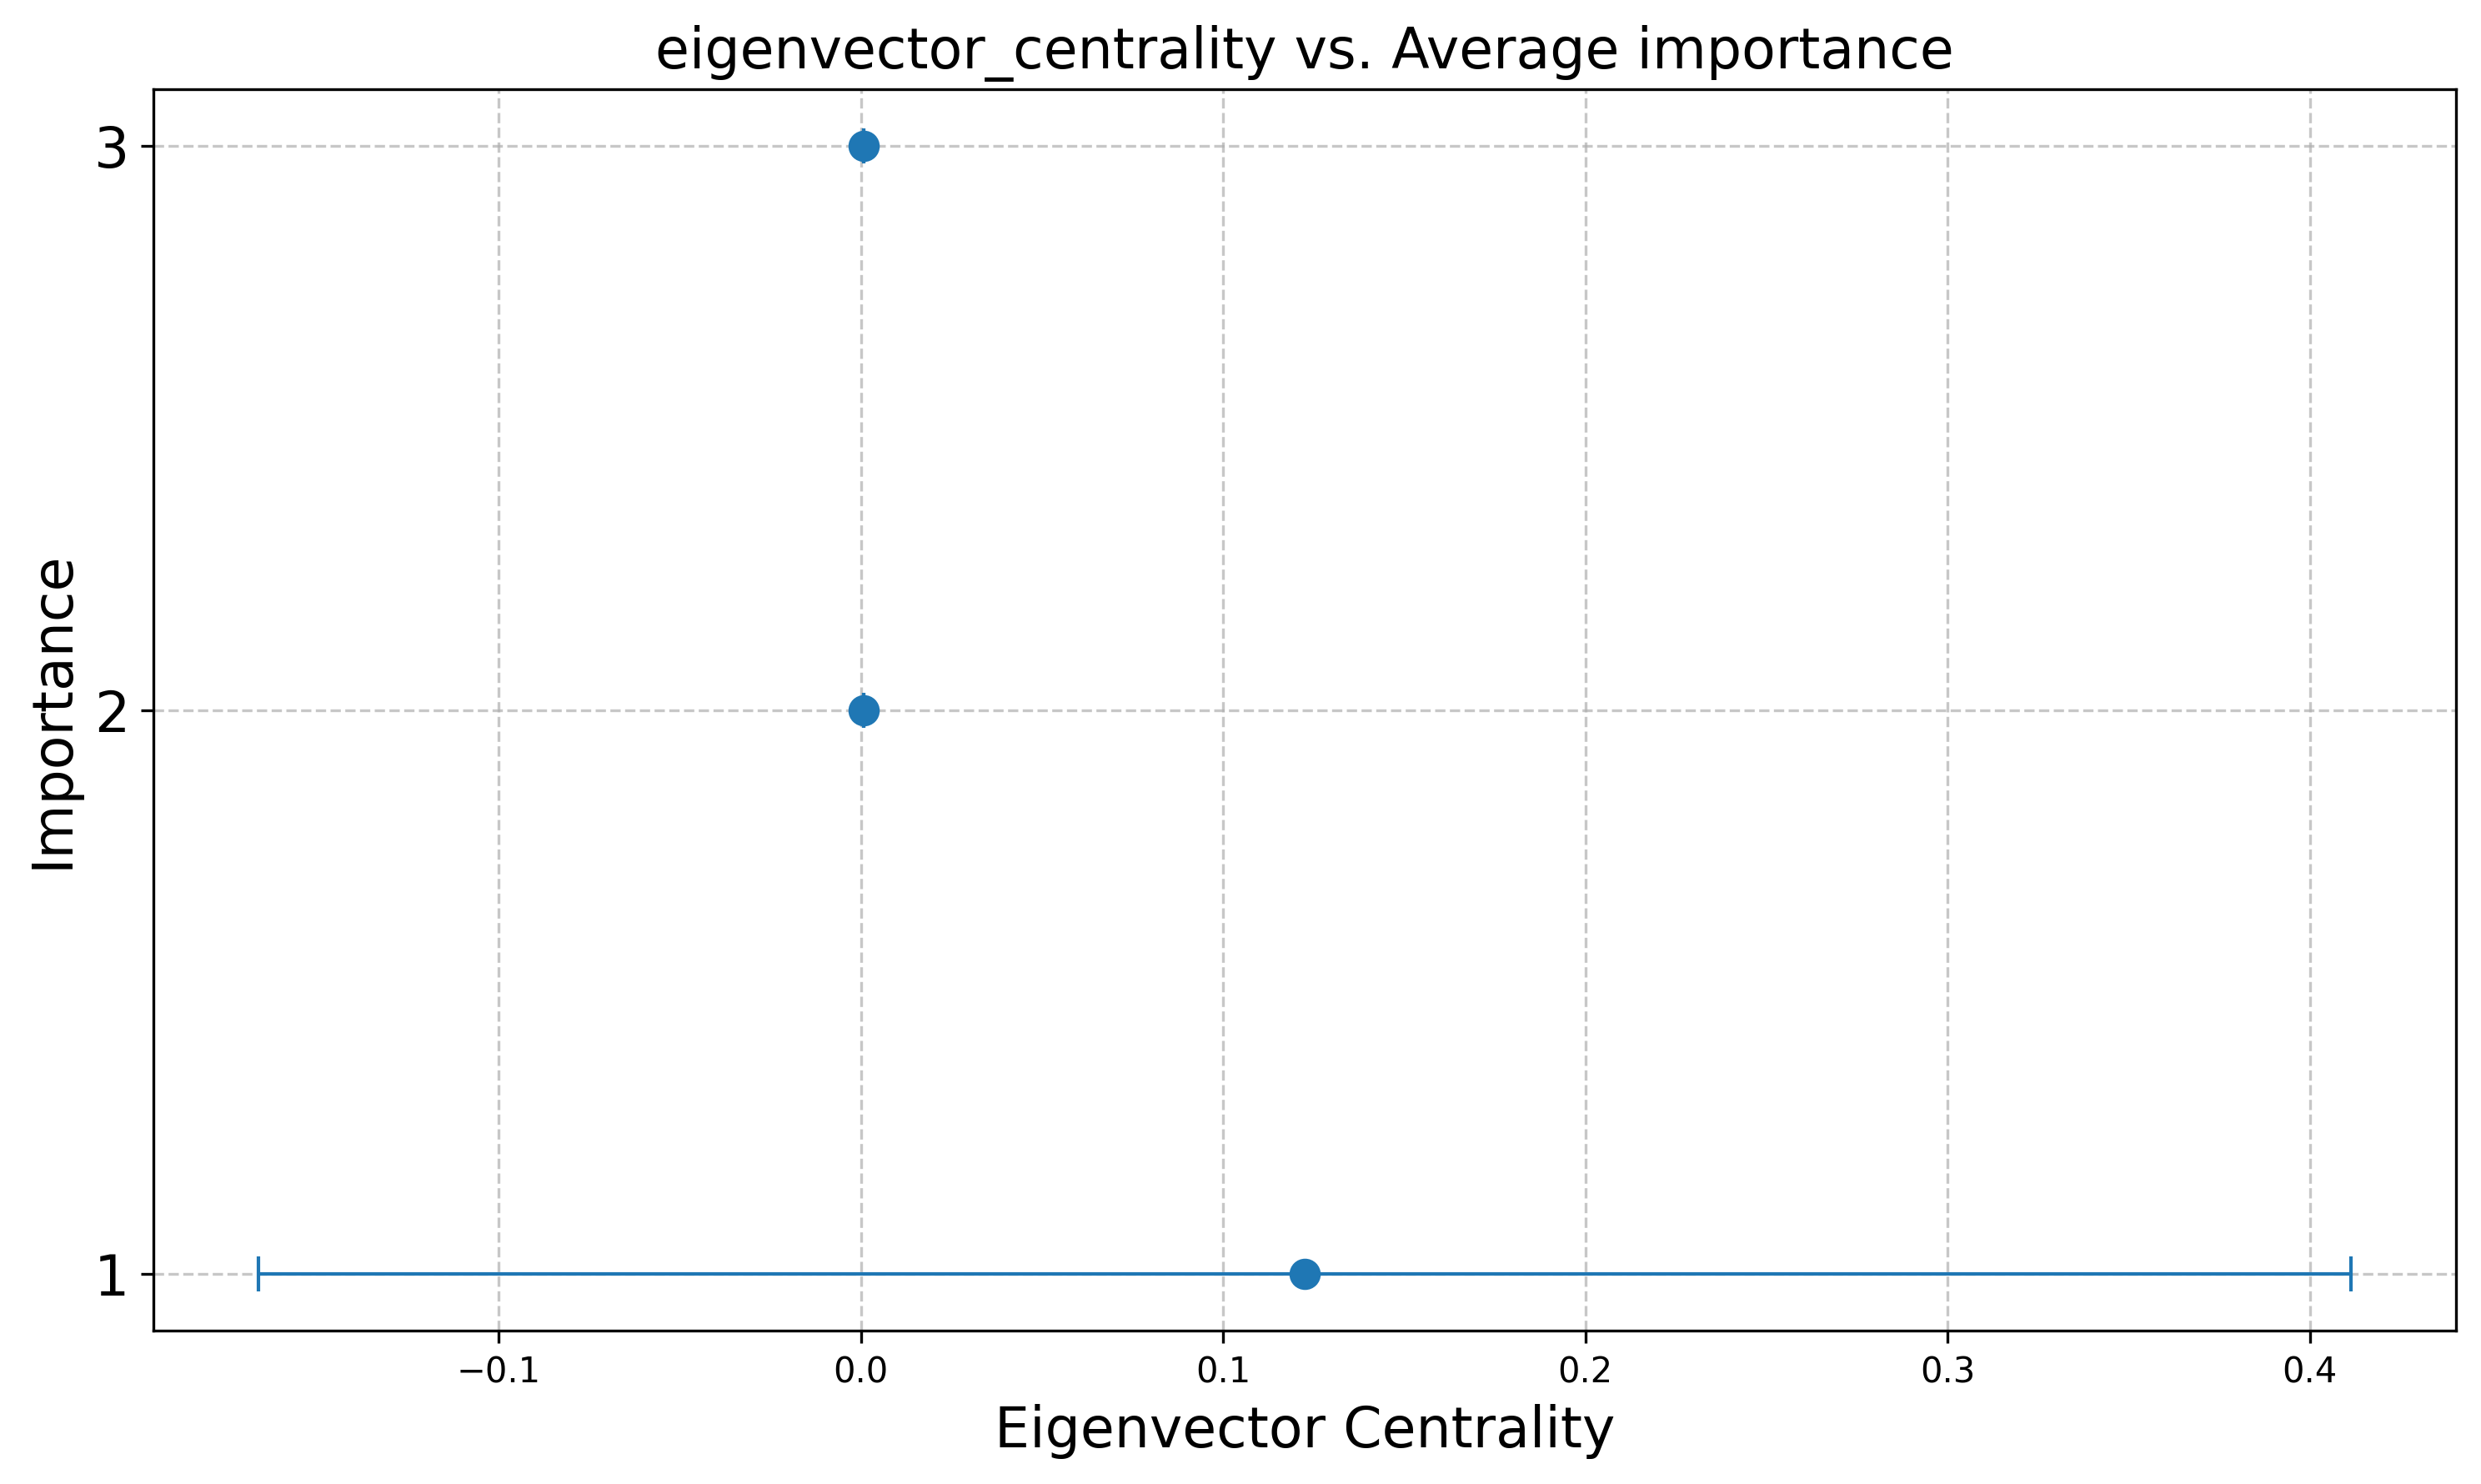 eigenvector_centrality vs. Average importance
3
2
1
Importance
−0.1 0.0 0.1 0.2 0.3 0.4
Eigenvector Centrality